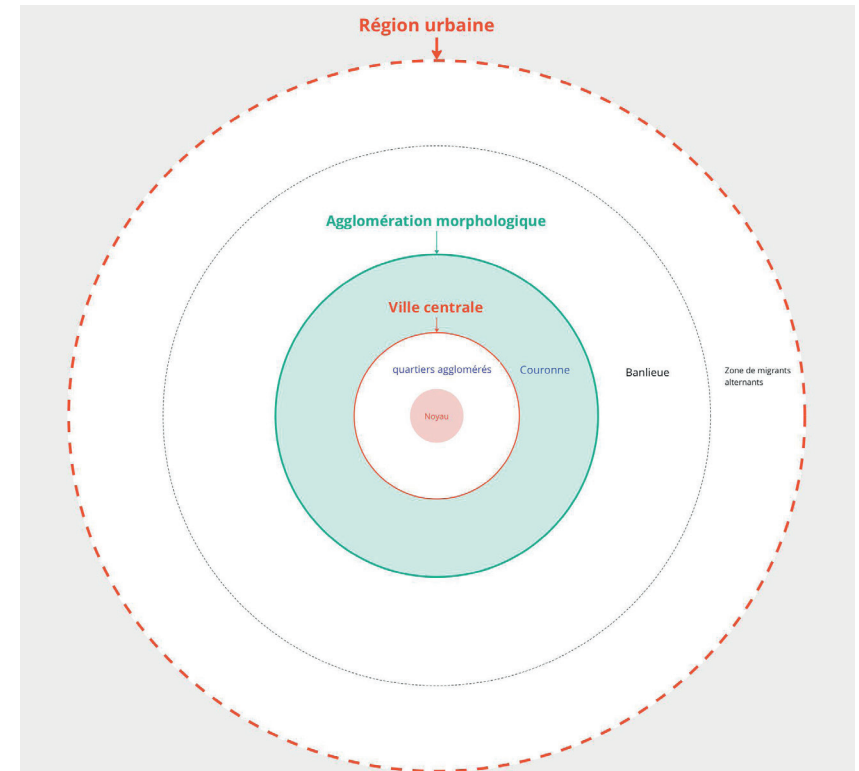 Région urbaine
Agglomération morphologique
Ville centrale
quartiers agglomérés
Couronne
Banlieue
Zone de migrants
alternants
Noyau